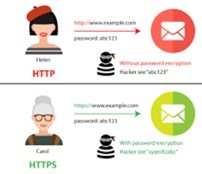 http://www.example.com
password: abc123
Helen
HTTP
Without password encryption
Hacker see "abc123"
https://www.example.com
password: abc123
Carol
HTTPS
With password encryption